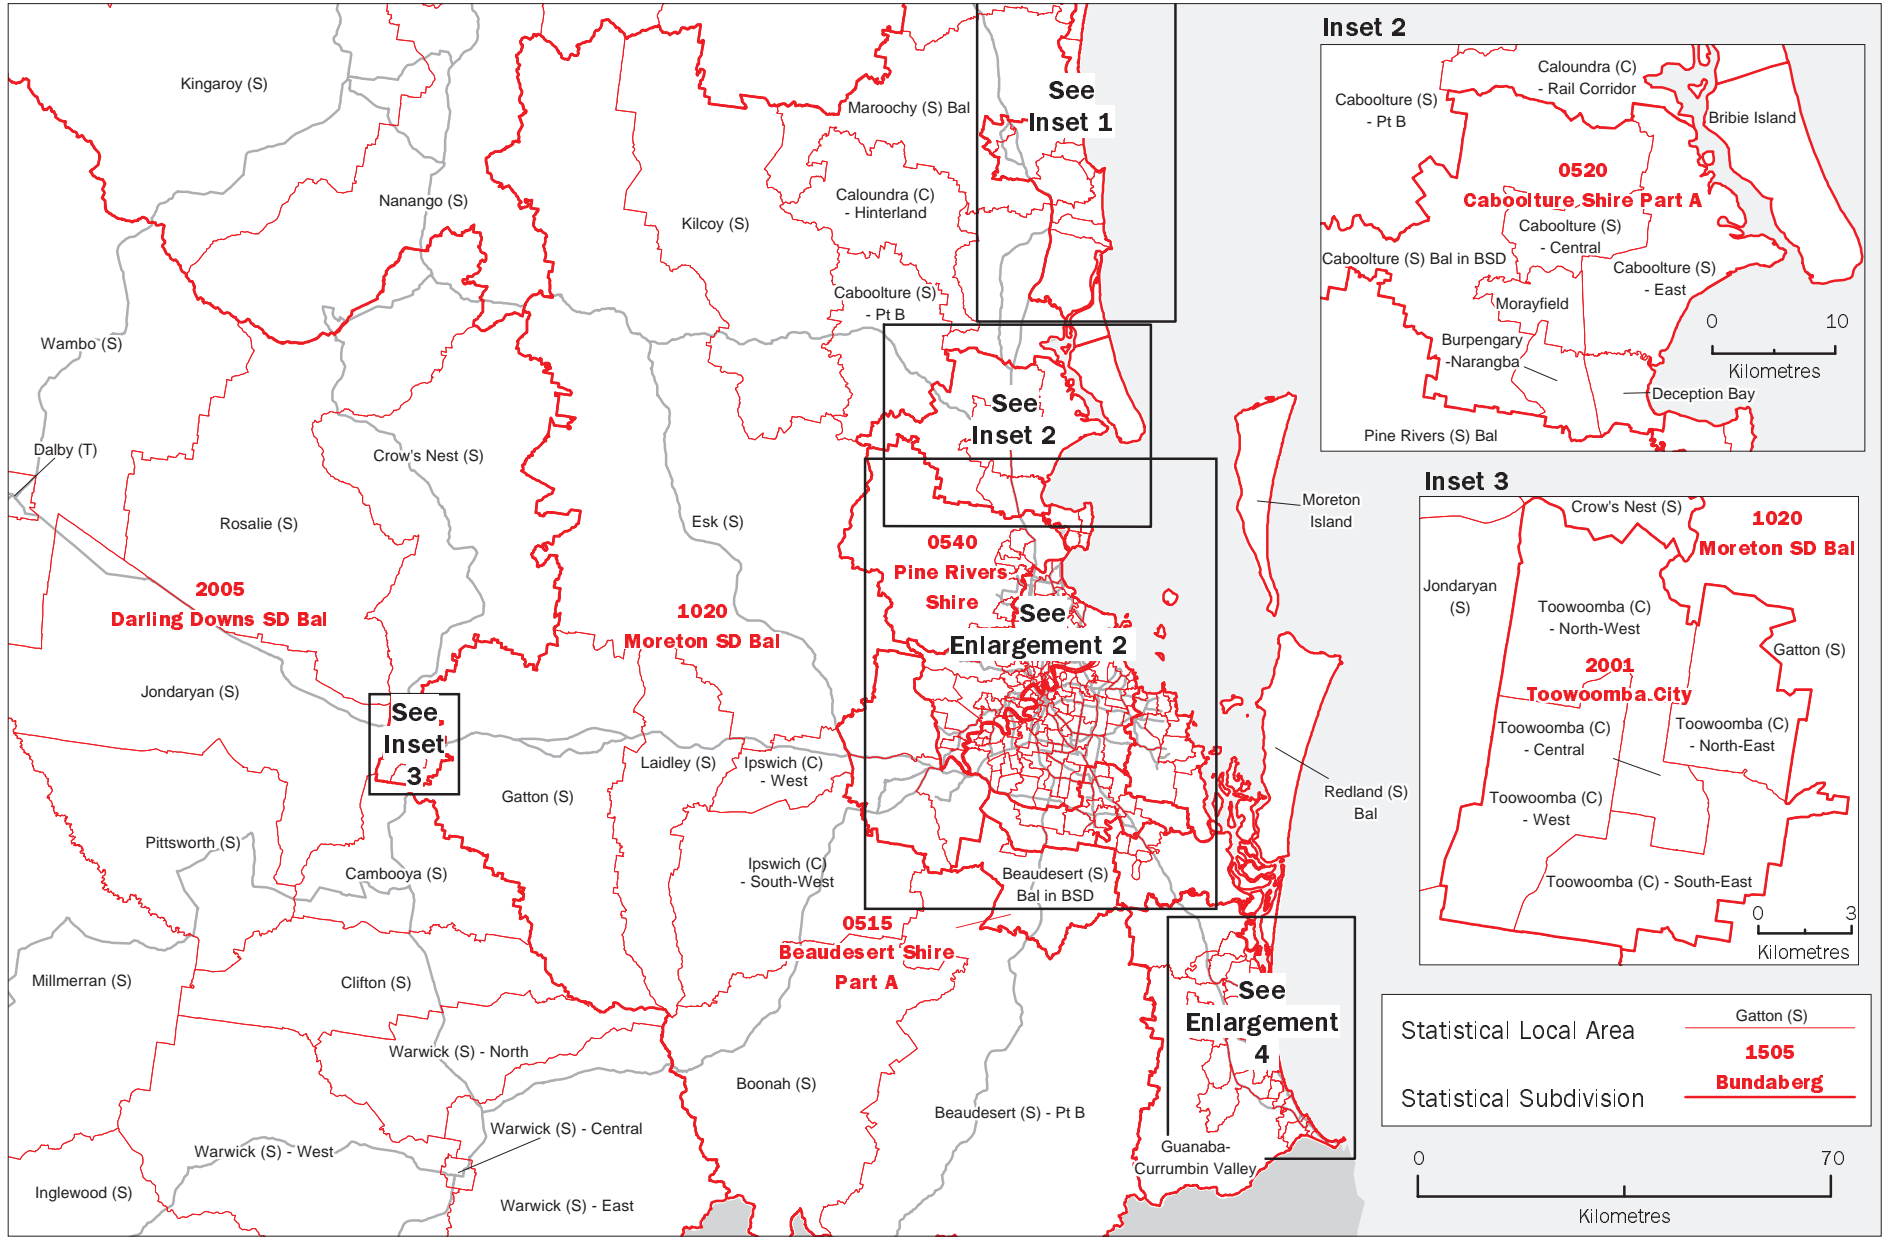 Kingaroy (S)
Nanango (S)
Maroochy (S) Bal
See
Inset 1
Caloundra (C)
- Hinterland
Kilcoy (S)
Caboolture (S)
- Pt B
Wambo (S)
See
Inset 2
Dalby (T)
Crow's Nest (S)
Rosalie (S)
Esk (S)
Moreton
Island
0540
Pine Rivers
Shire
2005
Darling Downs SD Bal
1020
Moreton SD Bal
See
Enlargement 2
Jondaryan (S)
See
Inset
3
Laidley (S)
Ipswich (C)
- West
Gatton (S)
Redland (S)
Bal
Pittsworth (S)
Cambooya (S)
Ipswich (C)
- South-West
Beaudesert (S)
Bal in BSD
0515
Beaudesert Shire
Part A
Millmerran (S)
Clifton (S)
See
Enlargement
4
Warwick (S) - North
Boonah (S)
Beaudesert (S) - Pt B
Warwick (S) - Central
Warwick (S) - West
Guanaba-
Currumbin Valley
Inglewood (S)
Warwick (S) - East
Inset 2
Caloundra (C)
- Rail Corridor
Caboolture (S)
- Pt B
Bribie Island
0520
Caboolture Shire Part A
Caboolture (S)
- Central
Caboolture (S) Bal in BSD
Caboolture (S)
- East
Morayfield
0 10
Kilometres
Burpengary
-Narangba
Deception Bay
Pine Rivers (S) Bal
Inset 3
Crow's Nest (S)
1020
Moreton SD Bal
Jondaryan
(S)
Toowoomba (C)
- North-West
Gatton (S)
2001
Toowoomba City
Toowoomba (C)
- Central
Toowoomba (C)
- North-East
Toowoomba (C)
- West
Toowoomba (C) - South-East
0 3
Kilometres
Statistical Local Area
Gatton (S)
1505
Bundaberg
Statistical Subdivision
0 70
Kilometres